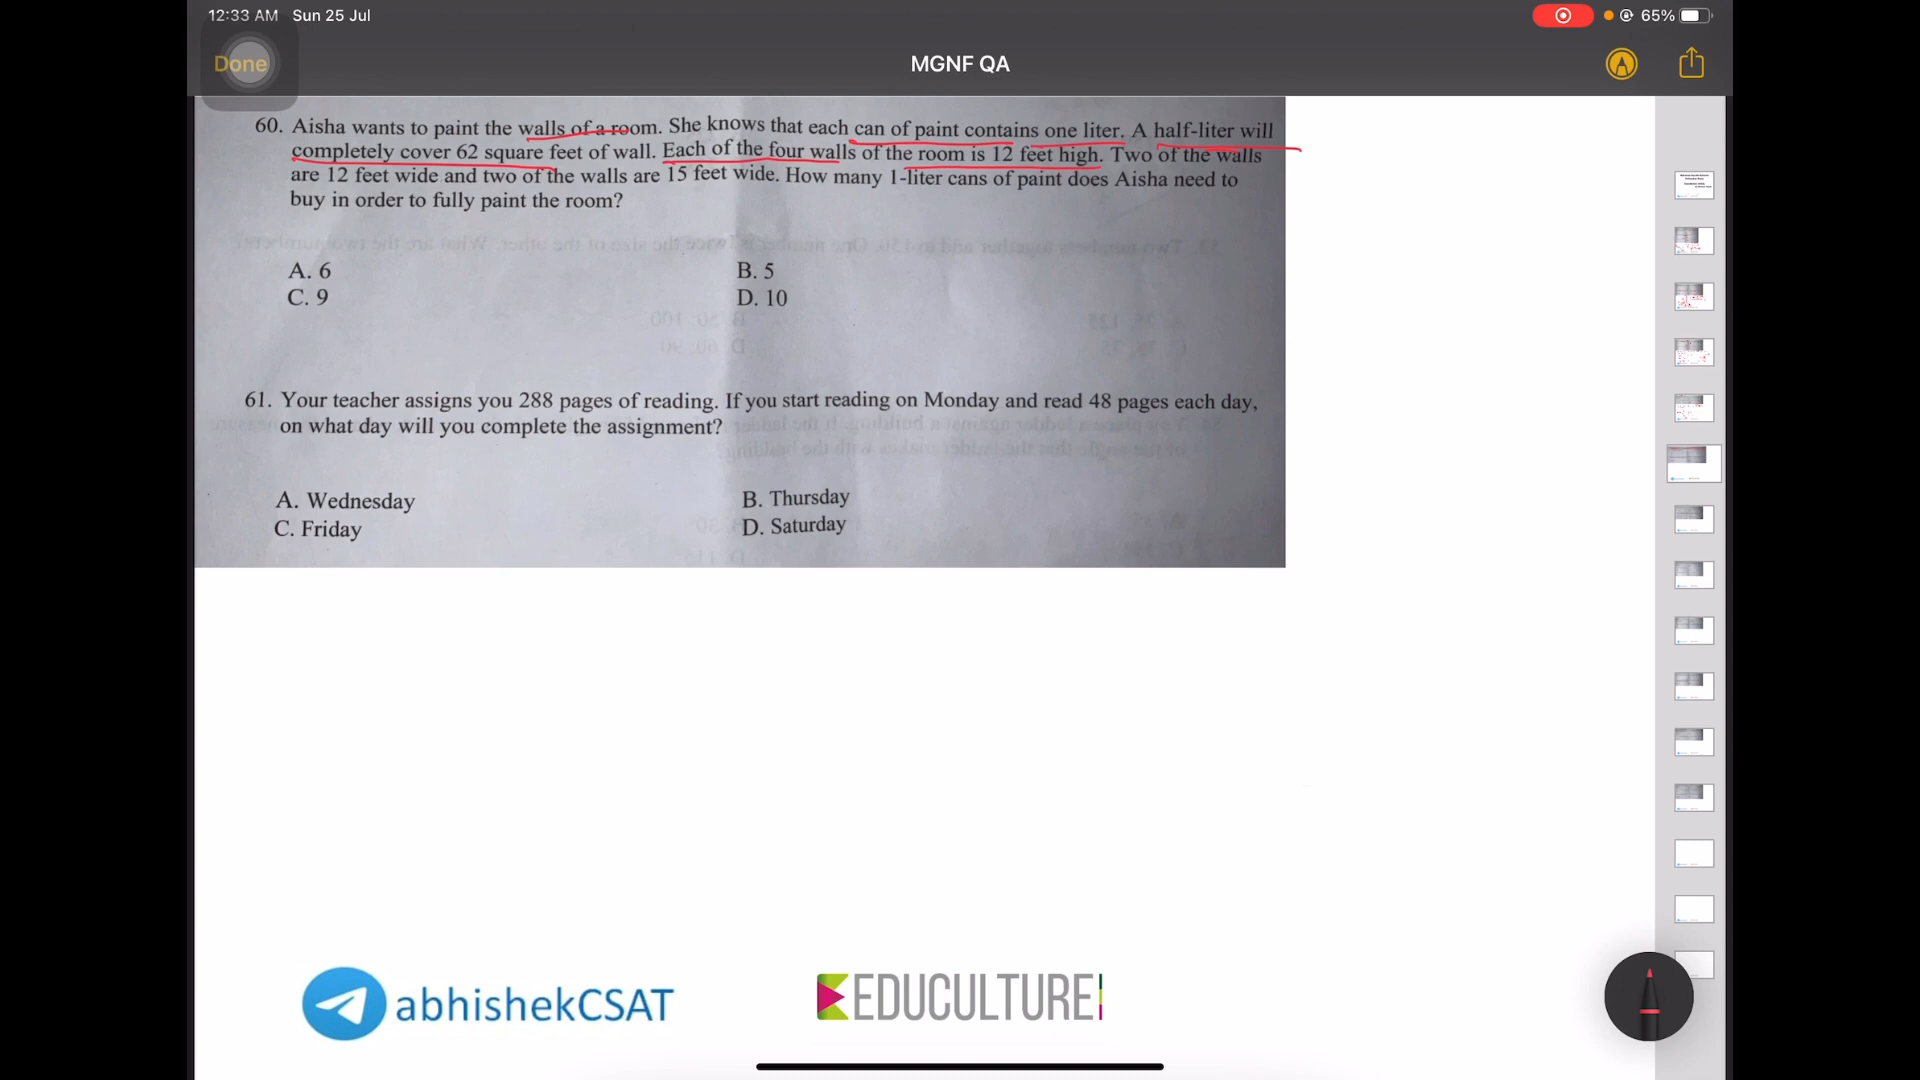 12:33 AM Sun 25 Jul
65%
Done
MGNF QA
60. Aisha wants to paint the walls of a room. She knows that each can of paint contains one liter. A half-liter will
completely cover 62 square feet of wall. Each of the four walls of the room is 12 feet high. Two of the walls
are 12 feet wide and two of the walls are 15 feet wide. How many 1-liter cans of paint does Aisha need to
buy in order to fully paint the room?
A. 6
B. 5
C. 9
D. 10
61. Your teacher assigns you 288 pages of reading. If you start reading on Monday and read 48 pages each day,
on what day will you complete the assignment?
A. Wednesday
B. Thursday
C. Friday
D. Saturday
abhishekCSAT
EDUCULTURE